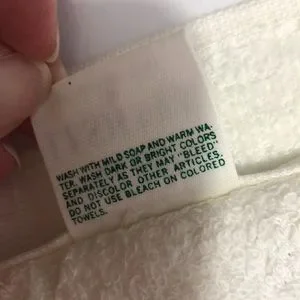 WASH WITH MILD SOAP AND WARM WA-
TER. WASH DARK OR BRIGHT COLORS
SEPARATELY AS THEY MAY "BLEED"
AND DISCOLOR OTHER ARTICLES.
DO NOT USE BLEACH ON COLORED
TOWELS.